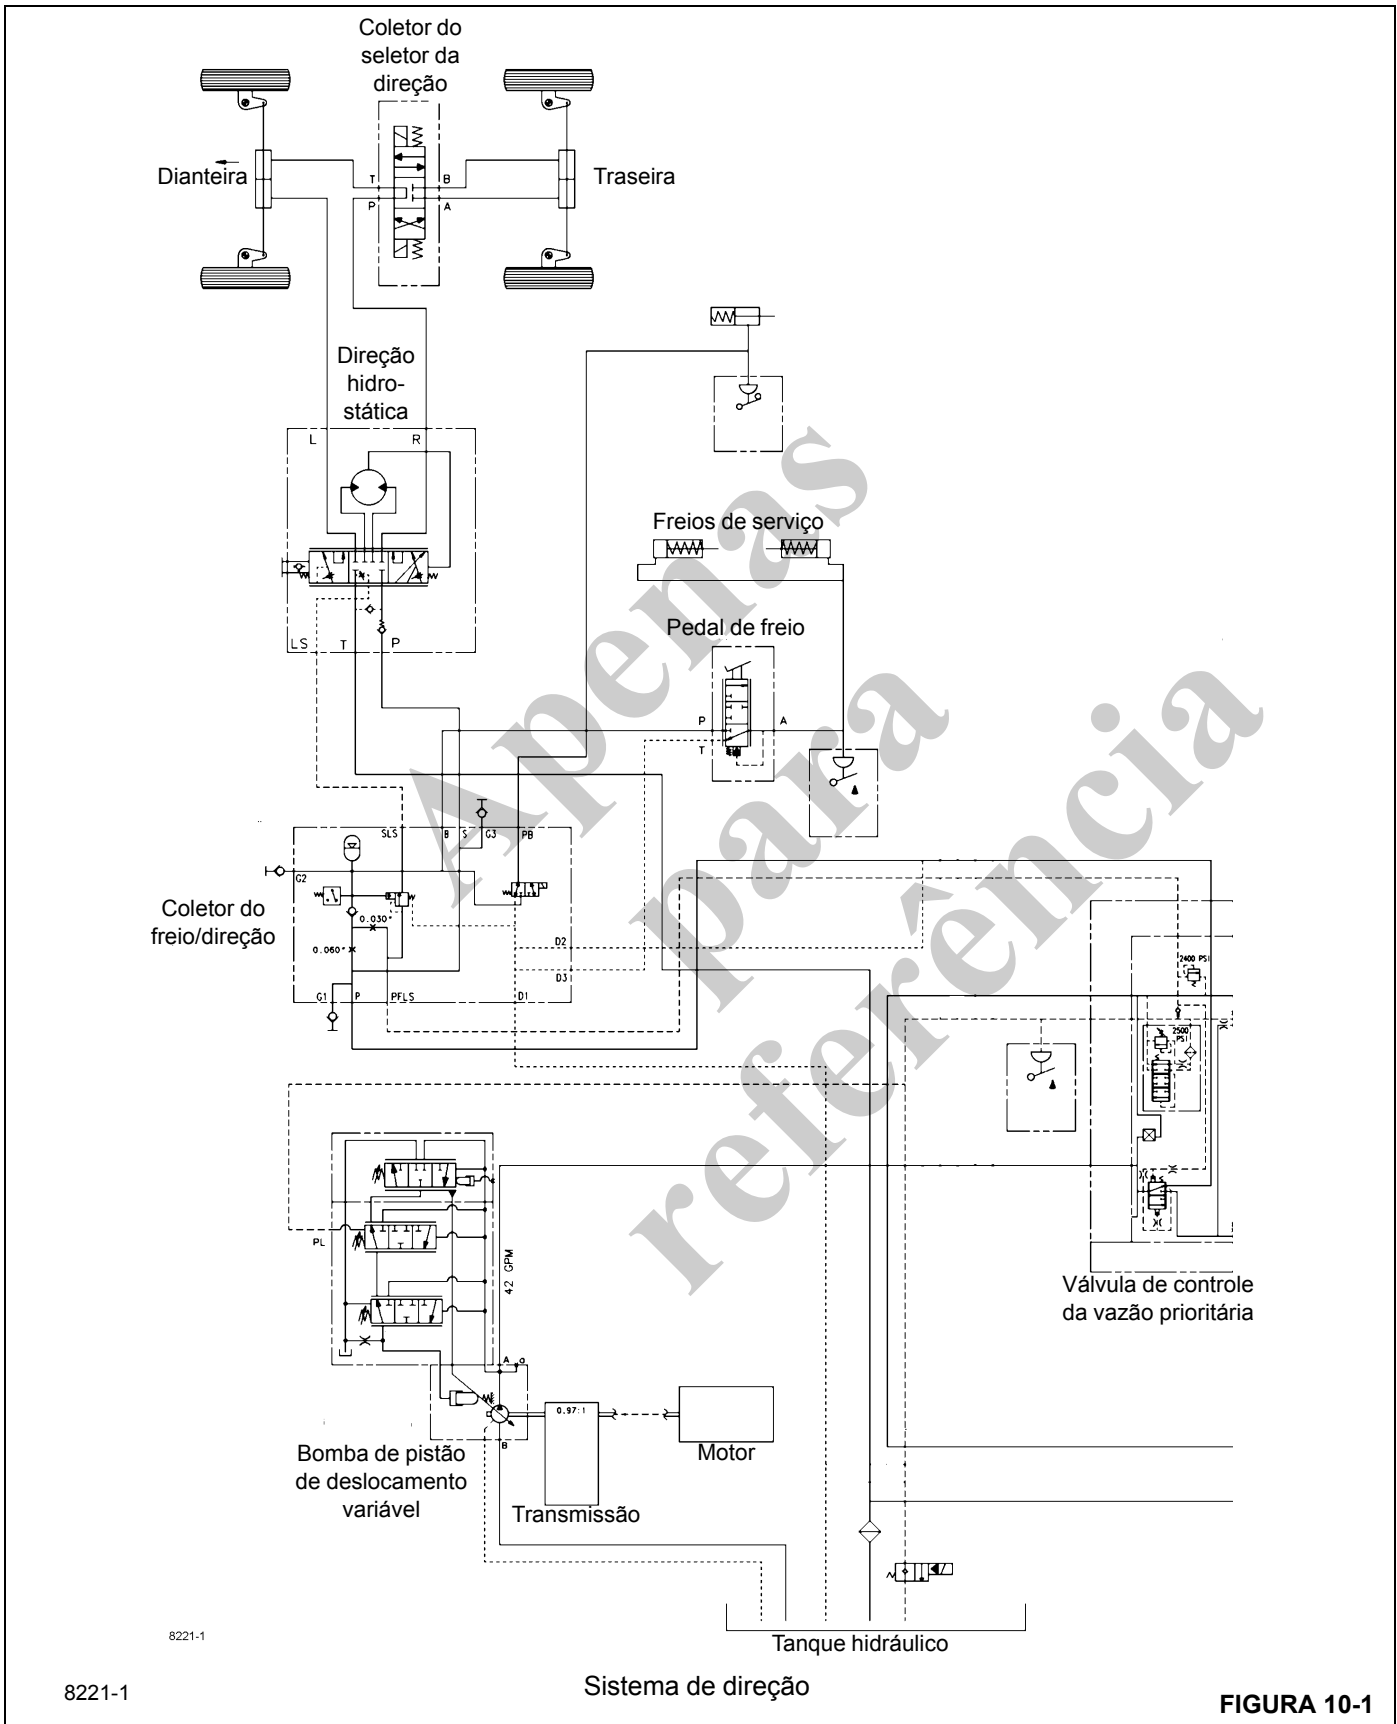 Coletor do
seletor da
direção
Dianteira
T
B
P
A
Traseira
Direção
hidro-
stática
L
R
Freios de serviço
Pedal de freio
LS
T
P
P
A
T
SLS
B
S
G3
PB
G2
Coletor do
freio/direção
0.030"
0.060"
D2
D3
G1
P
PFLS
D1
2400 PSI
2500
PSI
PL
42 GPM
Válvula de controle
da vazão prioritária
A
a
0.97:1
B
Motor
Bomba de pistão
de deslocamento
variável
Transmissão
Tanque hidráulico
8221-1
8221-1
Sistema de direção
FIGURA 10-1
Apenas
para
referência